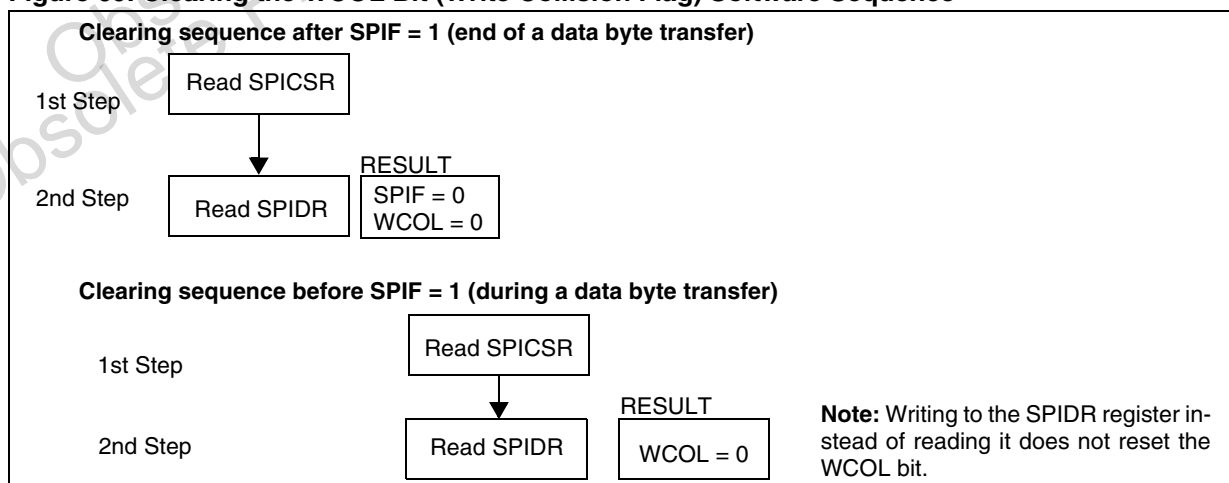 Clearing sequence after SPIF = 1 (end of a data byte transfer)
1st Step
Read SPICSR
2nd Step
Read SPIDR
RESULT
SPIF = 0
WCOL = 0
Clearing sequence before SPIF = 1 (during a data byte transfer)
1st Step
Read SPICSR
2nd Step
Read SPIDR
RESULT
WCOL = 0
Note: Writing to the SPIDR register in-
stead of reading it does not reset the
WCOL bit.